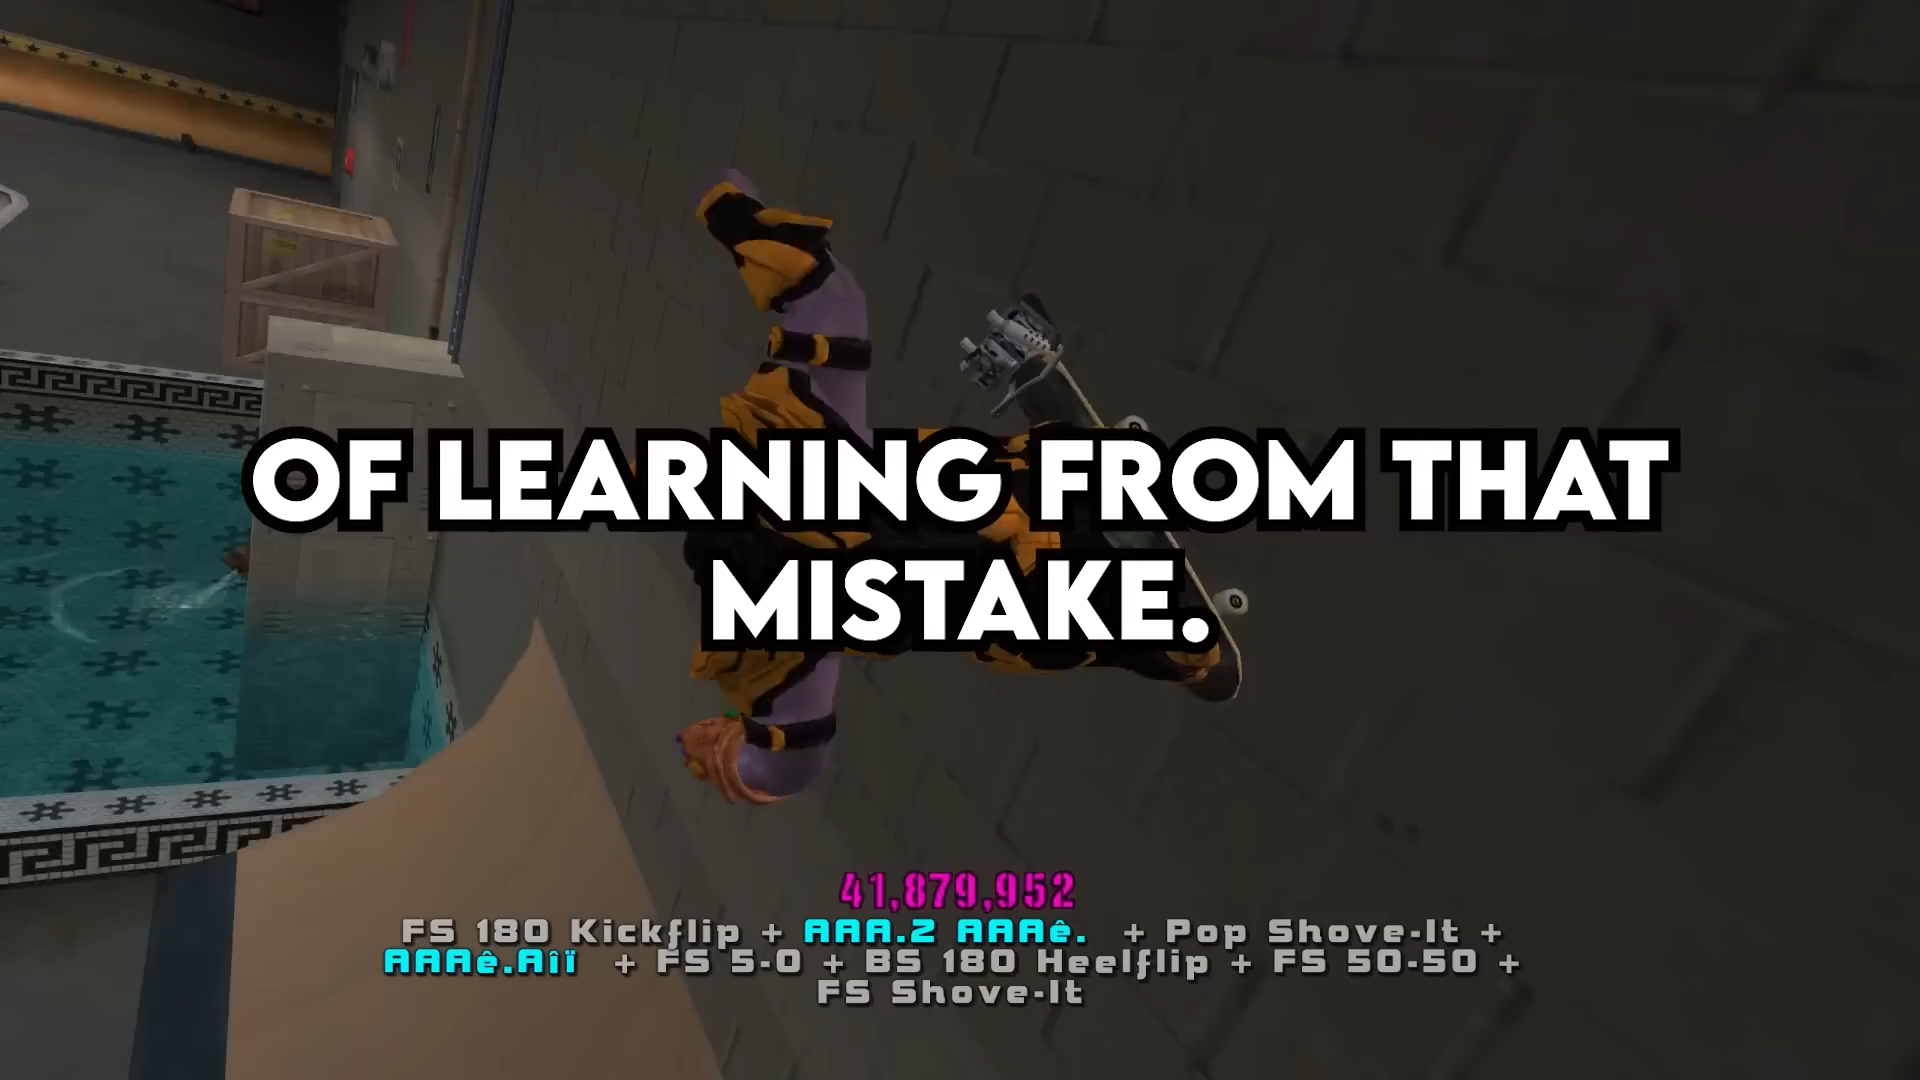 OF LEARNING FROM THAT
MISTAKE.
41,879,952
FS 180 Kickflip + AAA.2 AAAê. + Pop Shove-It +
AAAê.Aîï + FS 5-0 + BS 180 Heelflip + FS 50-50 +
FS Shove-It